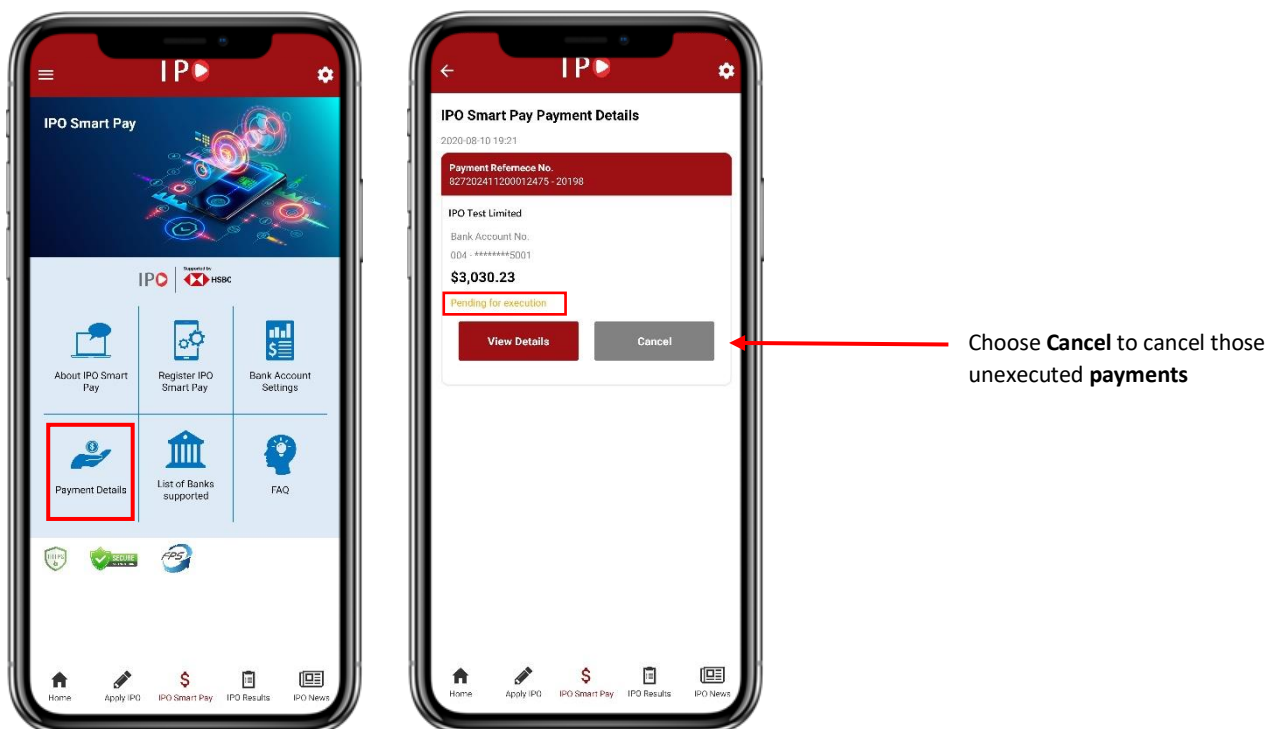 IPO
IPO Smart Pay
IPO
Supported by
HSBC
About IPO Smart
Pay
Register IPO
Smart Pay
Bank Account
Settings
Payment Details
List of Banks
supported
FAQ
SECURE
FPS
Home
Apply IPO
IPO Smart Pay
IPO Results
IPO News
IPO
IPO Smart Pay Payment Details
2020-08-10 19:21
Payment Refernece No.
827202411200012475 - 20198
IPO Test Limited
Bank Account No.
004 - ********5001
$3,030.23
Pending for execution
View Details
Cancel
Home
Apply IPO
IPO Smart Pay
IPO Results
IPO News
Choose Cancel to cancel those
unexecuted payments